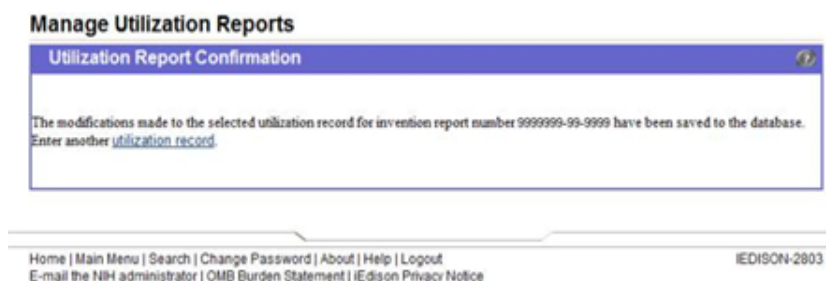 Manage Utilization Reports
Utilization Report Confirmation
?
The modifications made to the selected utilization record for invention report number 9999999-99-9999 have been saved to the database.
Enter another utilization record.
Home | Main Menu | Search | Change Password | About | Help | Logout
IEDISON-2803
E-mail the NIH administrator | OMB Burden Statement | iEdison Privacy Notice